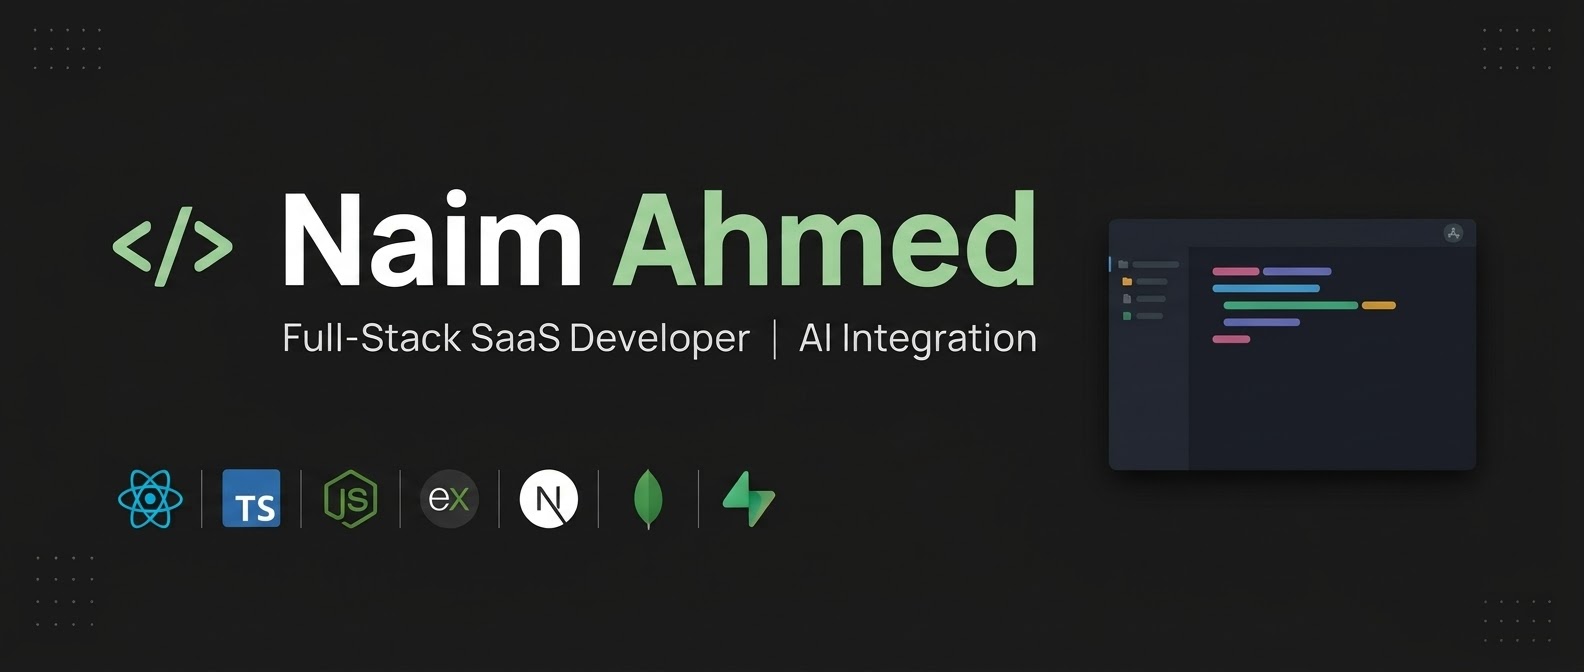 </> Naim Ahmed
Full-Stack SaaS Developer | AI Integration
TS
JS
ex
N